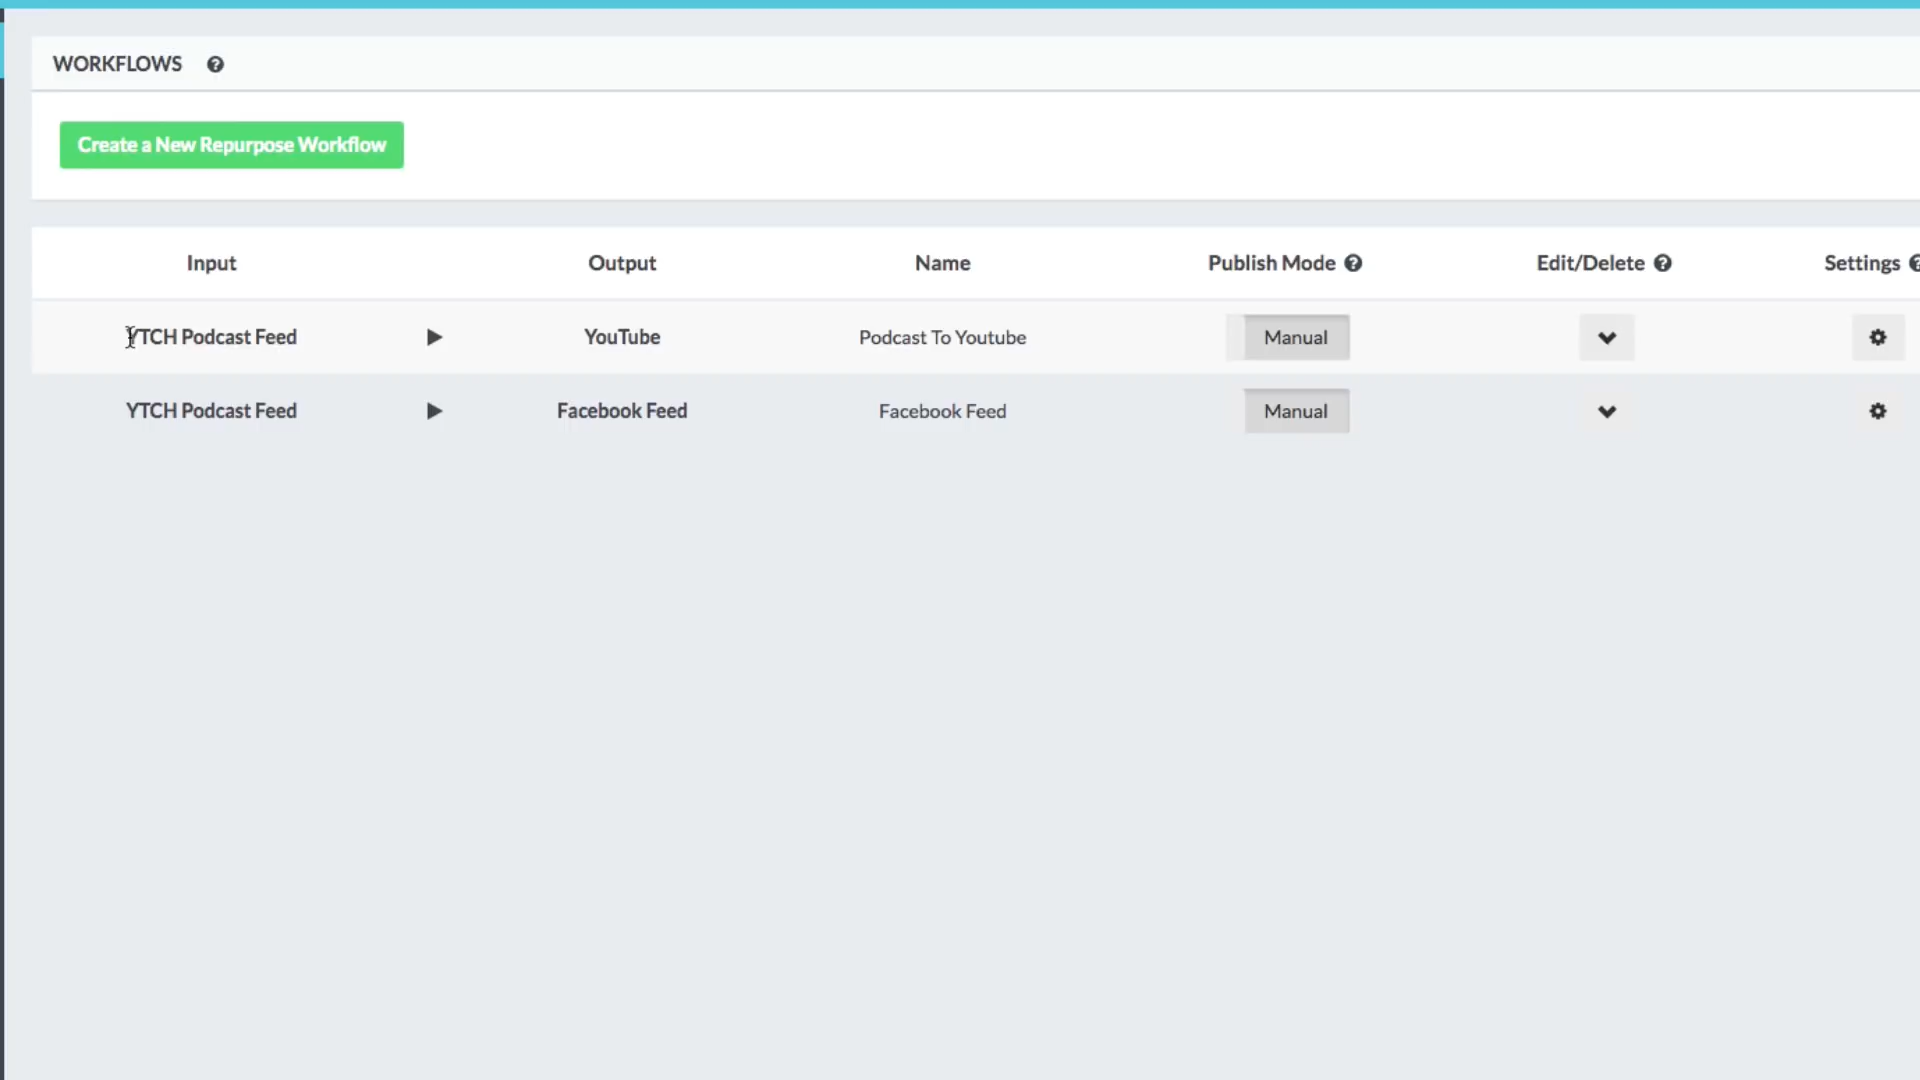 WORKFLOWS
Create a New Repurpose Workflow
Input Output Name Publish Mode Edit/Delete Settings
YTCH Podcast Feed YouTube Podcast To Youtube Manual
YTCH Podcast Feed Facebook Feed Facebook Feed Manual